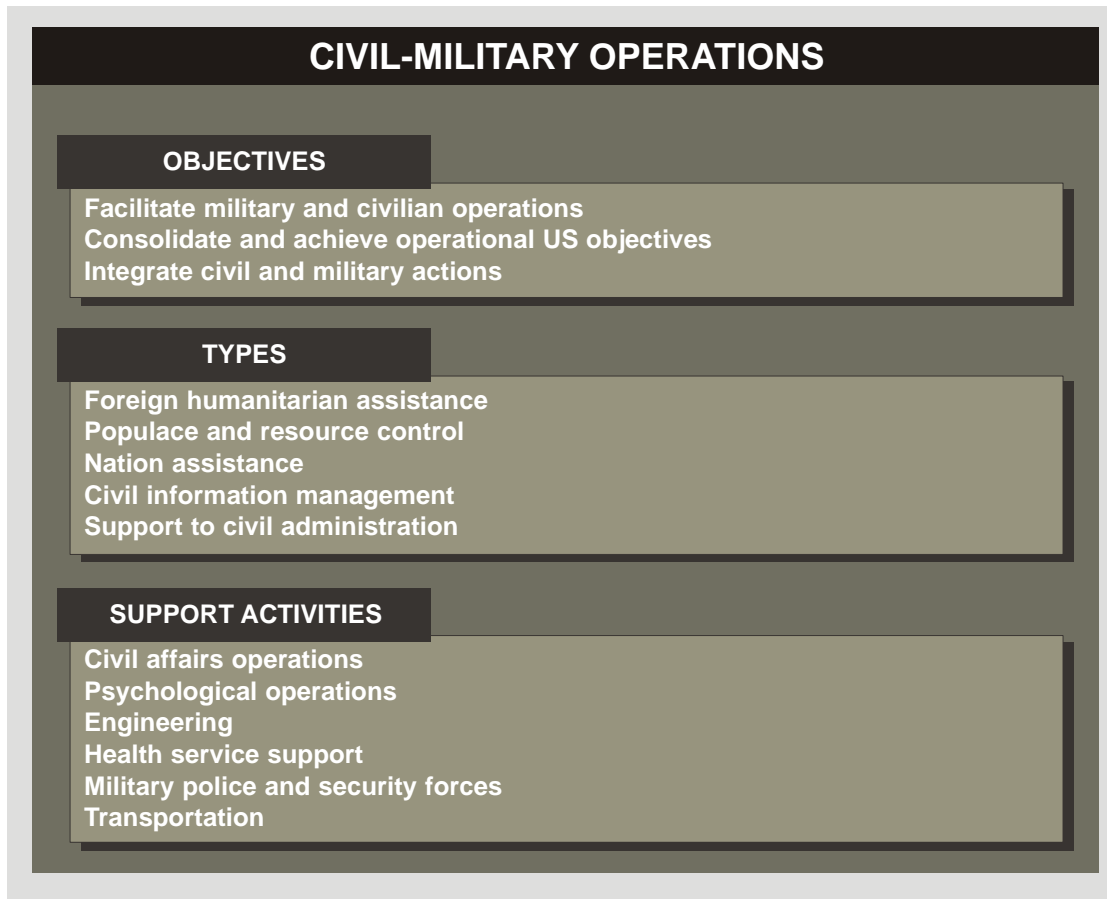 CIVIL-MILITARY OPERATIONS
OBJECTIVES
Facilitate military and civilian operations
Consolidate and achieve operational US objectives
Integrate civil and military actions
TYPES
Foreign humanitarian assistance
Populace and resource control
Nation assistance
Civil information management
Support to civil administration
SUPPORT ACTIVITIES
Civil affairs operations
Psychological operations
Engineering
Health service support
Military police and security forces
Transportation